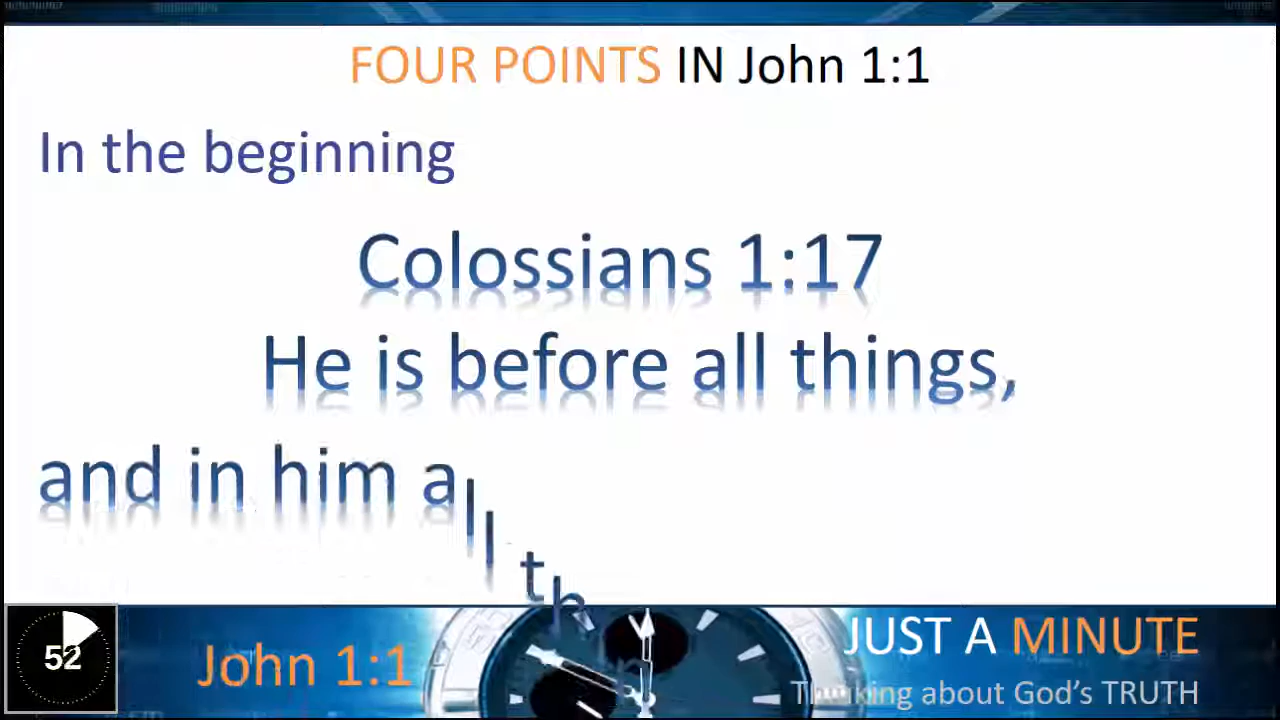 FOUR POINTS IN John 1:1
In the beginning
Colossians 1:17
He is before all things,
and in him all th
52
John 1:1
JUST A MINUTE
Thinking about God's TRUTH